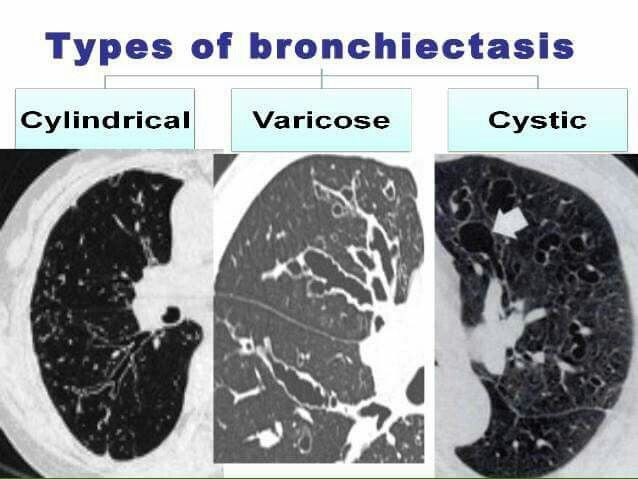 Types of bronchiectasis
Cylindrical
Varicose
Cystic